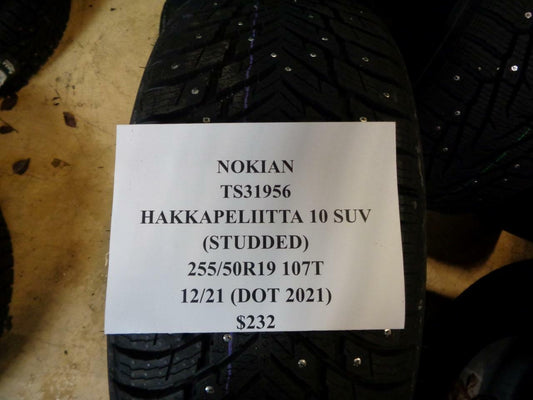 NOKIAN
TS31956
HAKKAPELIITTA 10 SUV
(STUDDED)
255/50R19 107T
12/21 (DOT 2021)
$232